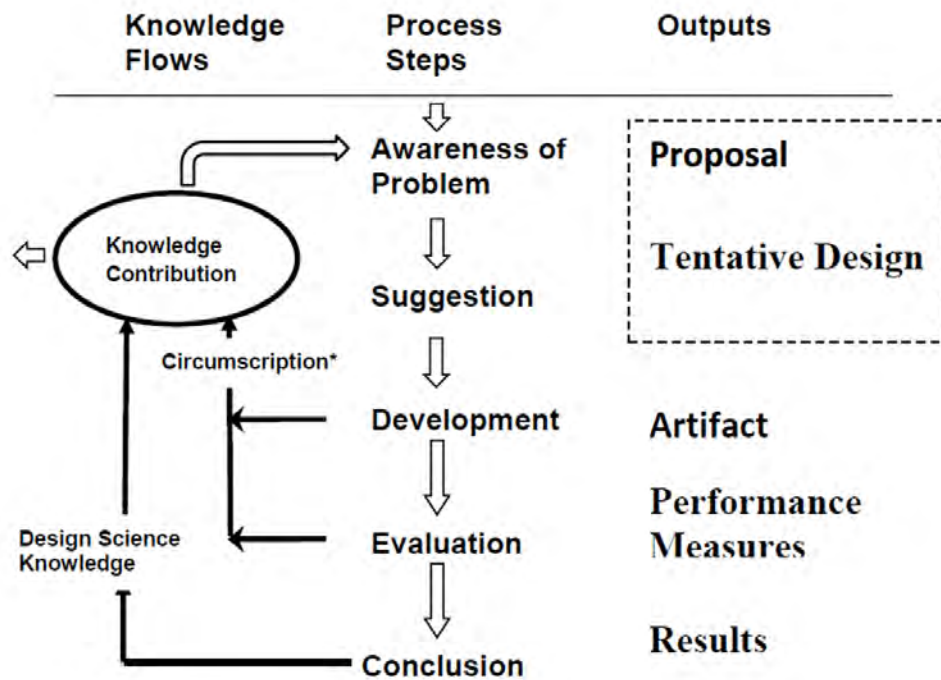 Knowledge
Flows
Process
Steps
Outputs
Awareness of
Problem
Proposal
Knowledge
Contribution
Tentative Design
Suggestion
Circumscription*
Development
Artifact
Design Science
Knowledge
Evaluation
Performance
Measures
Conclusion
Results